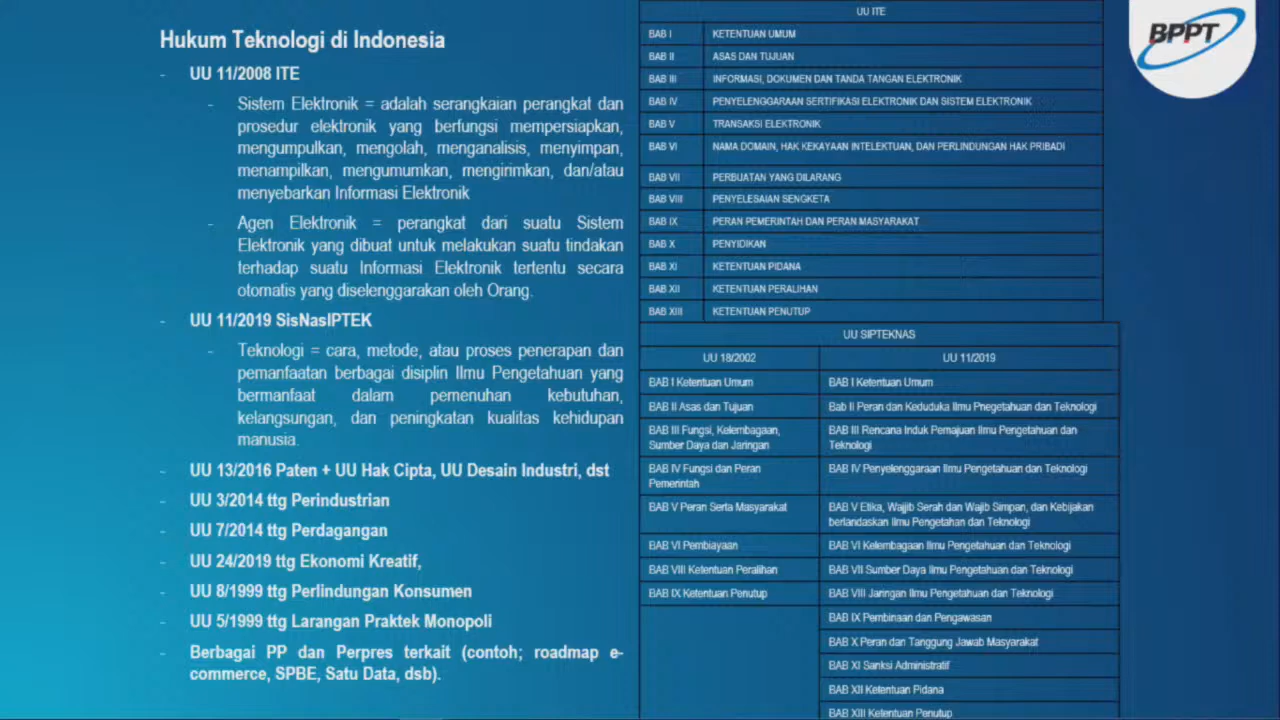 Hukum Teknologi di Indonesia
- UU 11/2008 ITE
- Sistem Elektronik = adalah serangkaian perangkat dan
prosedur elektronik yang berfungsi mempersiapkan,
mengumpulkan, mengolah, menganalisis, menyimpan,
menampilkan, mengumumkan, mengirimkan, dan/atau
menyebarkan Informasi Elektronik
- Agen Elektronik = perangkat dari suatu Sistem
Elektronik yang dibuat untuk melakukan suatu tindakan
terhadap suatu Informasi Elektronik tertentu secara
otomatis yang diselenggarakan oleh Orang.
- UU 11/2019 SisNasIPTEK
- Teknologi = cara, metode, atau proses penerapan dan
pemanfaatan berbagai disiplin Ilmu Pengetahuan yang
bermanfaat dalam pemenuhan kebutuhan,
kelangsungan, dan peningkatan kualitas kehidupan
manusia.
- UU 13/2016 Paten + UU Hak Cipta, UU Desain Industri, dst
- UU 3/2014 ttg Perindustrian
- UU 7/2014 ttg Perdagangan
- UU 24/2019 ttg Ekonomi Kreatif,
- UU 8/1999 ttg Perlindungan Konsumen
- UU 5/1999 ttg Larangan Praktek Monopoli
- Berbagai PP dan Perpres terkait (contoh; roadmap e-
commerce, SPBE, Satu Data, dsb).
UU ITE
BAB I KETENTUAN UMUM
BAB II ASAS DAN TUJUAN
BAB III INFORMASI, DOKUMEN DAN TANDA TANGAN ELEKTRONIK
BAB IV PENYELENGGARAAN SERTIFIKASI ELEKTRONIK DAN SISTEM ELEKTRONIK
BAB V TRANSAKSI ELEKTRONIK
BAB VI NAMA DOMAIN, HAK KEKAYAAN INTELEKTUAN, DAN PERLINDUNGAN HAK PRIBADI
BAB VII PERBUATAN YANG DILARANG
BAB VIII PENYELESAIAN SENGKETA
BAB IX PERAN PEMERINTAH DAN PERAN MASYARAKAT
BAB X PENYIDIKAN
BAB XI KETENTUAN PIDANA
BAB XII KETENTUAN PERALIHAN
BAB XIII KETENTUAN PENUTUP
UU SIPTEKNAS
UU 18/2002 UU 11/2019
BAB I Ketentuan Umum BAB I Ketentuan Umum
BAB II Asas dan Tujuan Bab II Peran dan Keduduka Ilmu Pnegetahuan dan Teknologi
BAB III Fungsi, Kelembagaan, BAB III Rencana Induk Pemajuan Ilmu Pengetahuan dan
Sumber Daya dan Jaringan Teknologi
BAB IV Fungsi dan Peran BAB IV Penyelenggaraan Ilmu Pengetahuan dan Teknologi
Pemerintah
BAB V Peran Serta Masyarakat BAB V Etika, Wajjib Serah dan Wajib Simpan, dan Kebijakan
berlandaskan Ilmu Pengetahan dan Teknologi
BAB VI Pembiayaan BAB VI Kelembagaan Ilmu Pengetahuan dan Teknologi
BAB VIII Ketentuan Peralihan BAB VII Sumber Daya Ilmu Pengetahuan dan Teknologi
BAB IX Ketentuan Penutup BAB VIII Jaringan Ilmu Pengetahuan dan Teknologi
BAB IX Pembinaan dan Pengawasan
BAB X Peran dan Tanggung Jawab Masyarakat
BAB XI Sanksi Administratif
BAB XII Ketentuan Pidana
BAB XIII Ketentuan Penutup
BPPT